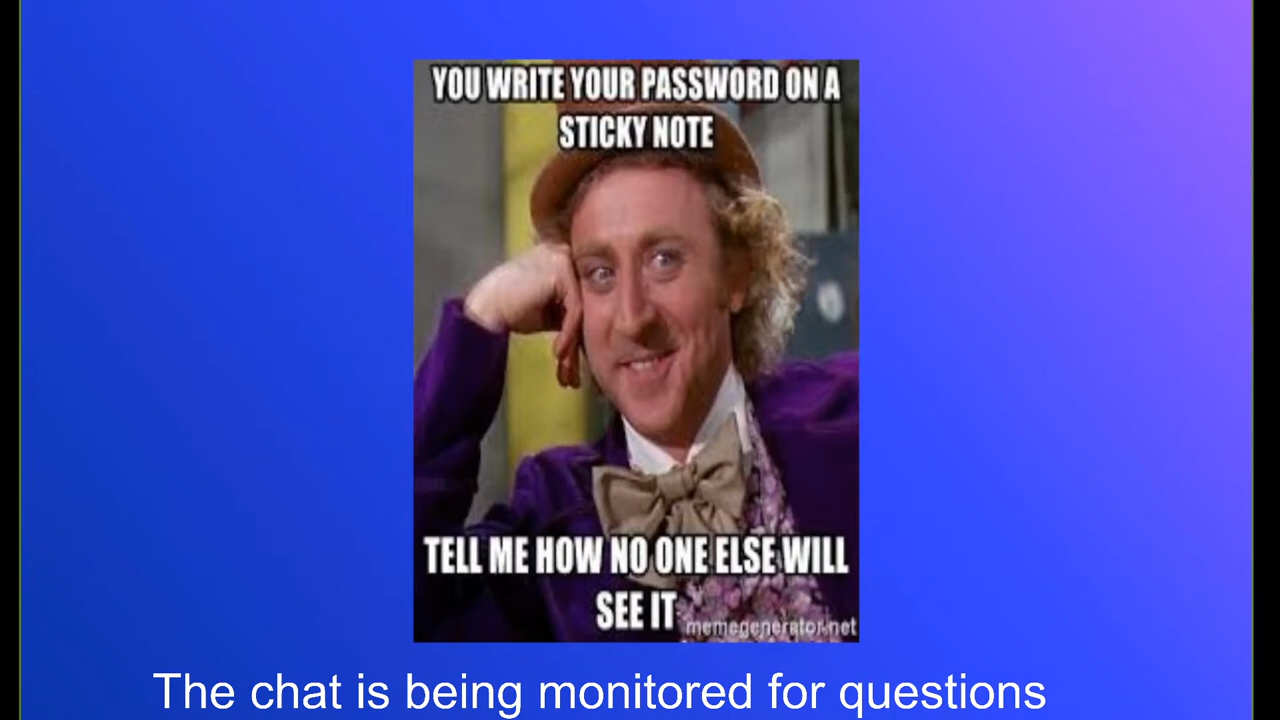 YOU WRITE YOUR PASSWORD ON A
STICKY NOTE
TELL ME HOW NO ONE ELSE WILL
SEE IT
memegenerator.net
The chat is being monitored for questions